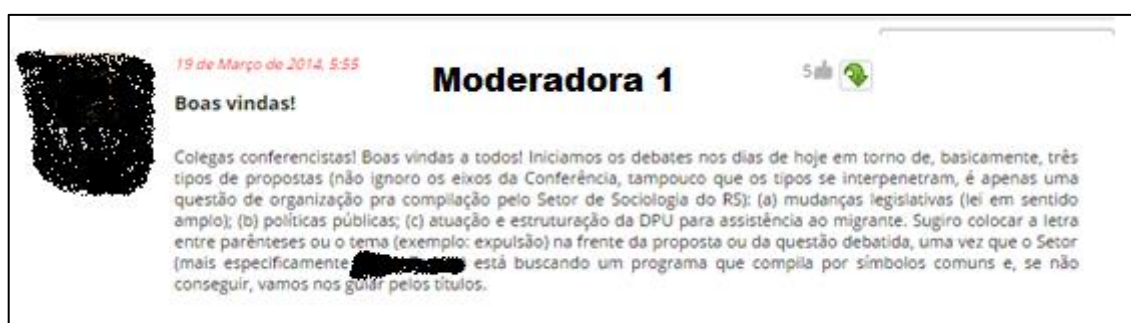 19 de Março de 2014, 5:55
Moderadora 1
5
Boas vindas!
Colegas conferencistas! Boas vindas a todos! Iniciamos os debates nos dias de hoje em torno de, basicamente, três
tipos de propostas (não ignoro os eixos da Conferência, tampouco que os tipos se interpenetram, é apenas uma
questão de organização pra compilação pelo Setor de Sociologia do RS): (a) mudanças legislativas (lei em sentido
amplo); (b) políticas públicas; (c) atuação e estruturação da DPU para assistência ao migrante. Sugiro colocar a letra
entre parênteses ou o tema (exemplo: expulsão) na frente da proposta ou da questão debatida, uma vez que o Setor
(mais especificamente está buscando um programa que compila por símbolos comuns e, se não
conseguir, vamos nos guiar pelos títulos.